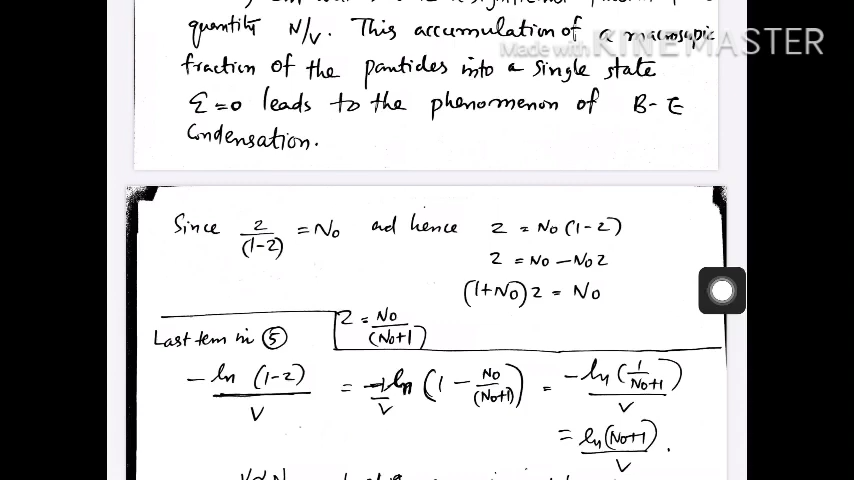 quantity N/V. This accumulation of a macroscopic
Made with KINEMASTER
fraction of the particles into a single state
ε=0 leads to the phenomenon of B-E
Condensation.
Since z/(1-z) = N₀ and hence z = N₀(1-z)
z = N₀ - N₀z
(1+N₀)z = N₀
z = N₀/(N₀+1)
Last term in ⑤
-ln(1-z)/V = -1/V ln(1 - N₀/(N₀+1)) = -ln(1/(N₀+1))/V
= ln(N₀+1)/V.